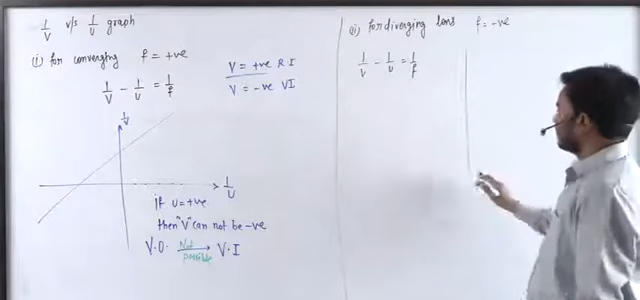 1/V v/s 1/U graph
(i) for converging f = +ve
1/V - 1/U = 1/f
V = +ve RI
V = -ve VI
1/V
1/U
if u = +ve
then "V" can not be -ve
V.O. Not possible V.I
(ii) for diverging lens f = -ve
1/V - 1/U = 1/f